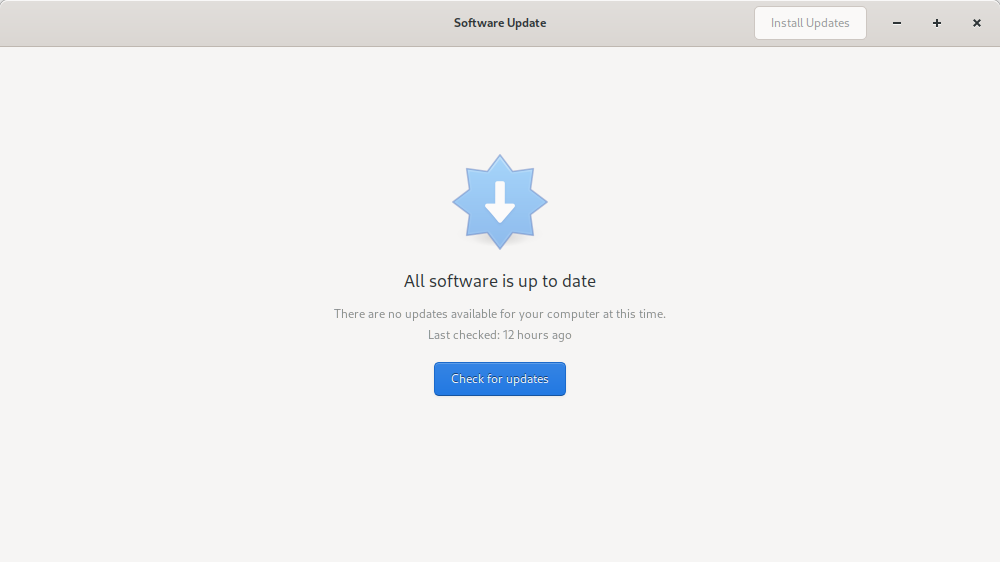 Software Update
Install Updates
All software is up to date
There are no updates available for your computer at this time.
Last checked: 12 hours ago
Check for updates